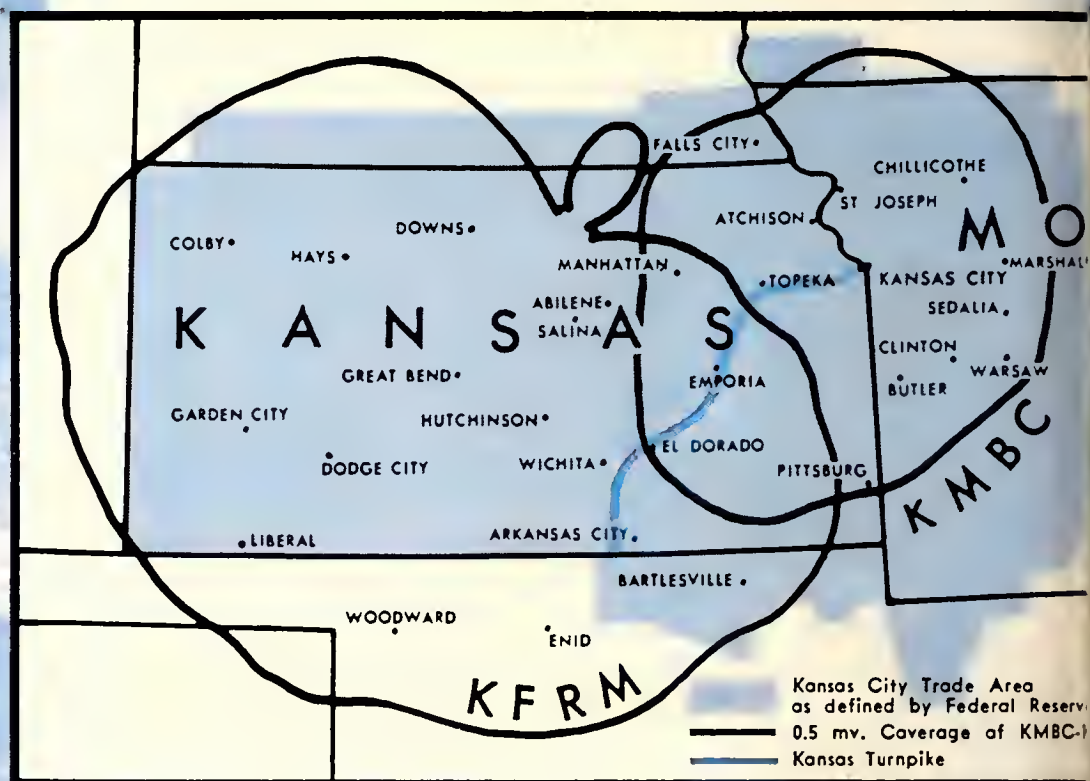 FALLS CITY
CHILLICOTHE
ST JOSEPH
ATCHISON
M O
DOWNS
COLBY
HAYS
MANHATTAN
KANSAS CITY
TOPEKA
ABILENE
SALINA
SEDALIA
K A N S A S
CLINTON
WARSAW
BUTLER
GREAT BEND
EMPORIA
GARDEN CITY
HUTCHINSON
EL DORADO
DODGE CITY
WICHITA
PITTSBURG
KMBC
LIBERAL
ARKANSAS CITY
BARTLESVILLE
WOODWARD
ENID
KFRM
Kansas City Trade Area
as defined by Federal
0.5 mv. Coverage of
Kansas Turnpike